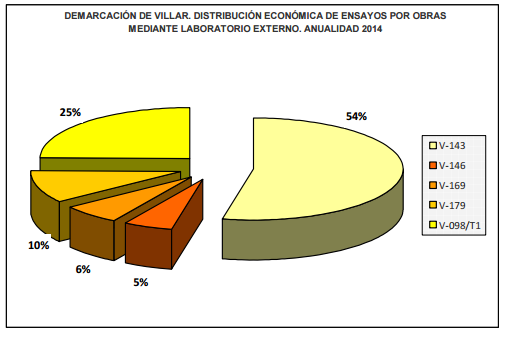 DEMARCACIÓN DE VILLAR. DISTRIBUCIÓN ECONÓMICA DE ENSAYOS POR OBRAS
MEDIANTE LABORATORIO EXTERNO. ANUALIDAD 2014
25%
54%
10%
6%
5%
V-143
V-146
V-169
V-179
V-098/T1